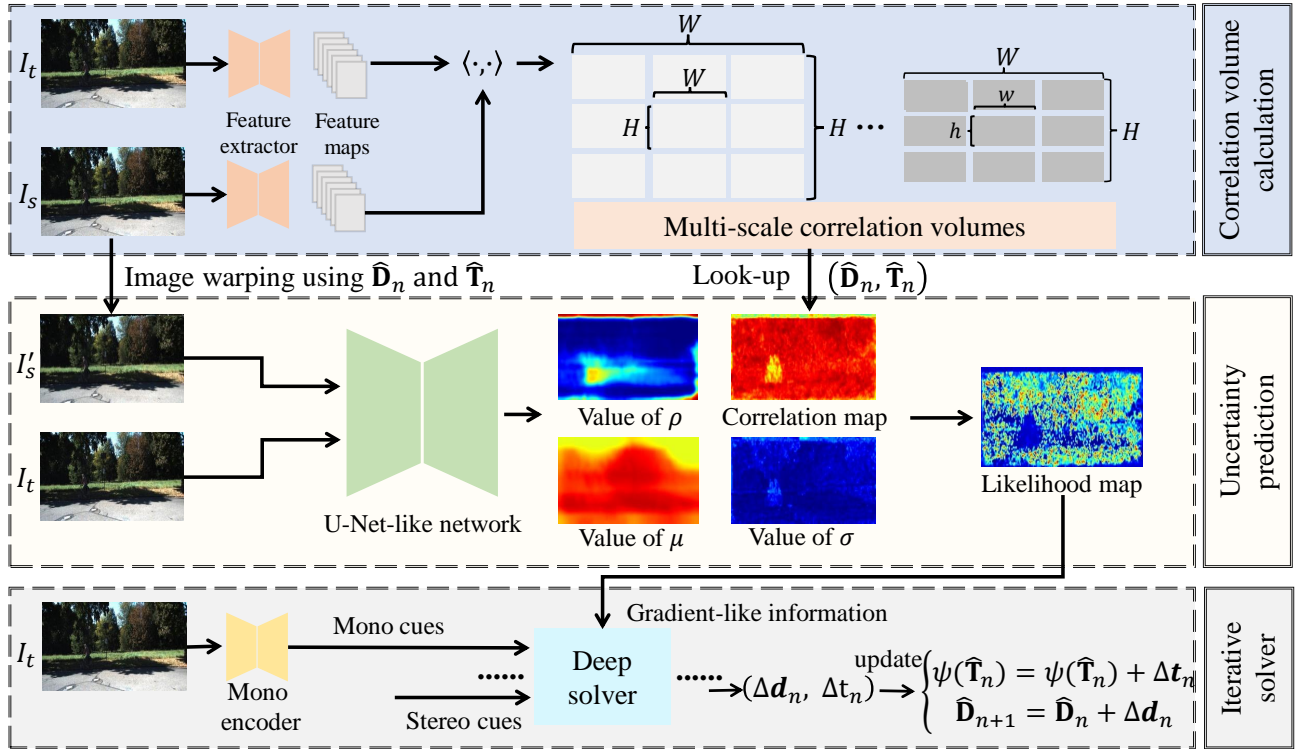 I_t
Feature
extractor
Feature
maps
⟨·,·⟩
W
W
H
H
...
W
w
h
H
I_s
Multi-scale correlation volumes
Correlation volume
calculation
Image warping using D̂_n and T̂_n
Look-up (D̂_n, T̂_n)
I'_s
I_t
U-Net-like network
Value of ρ
Correlation map
Value of μ
Value of σ
Likelihood map
Uncertainty
prediction
I_t
Mono
encoder
Mono cues
......
Stereo cues
Gradient-like information
Deep
solver
......
(Δd_n, Δt_n)
update
ψ(T̂_n) = ψ(T̂_n) + Δt_n
D̂_{n+1} = D̂_n + Δd_n
Iterative
solver